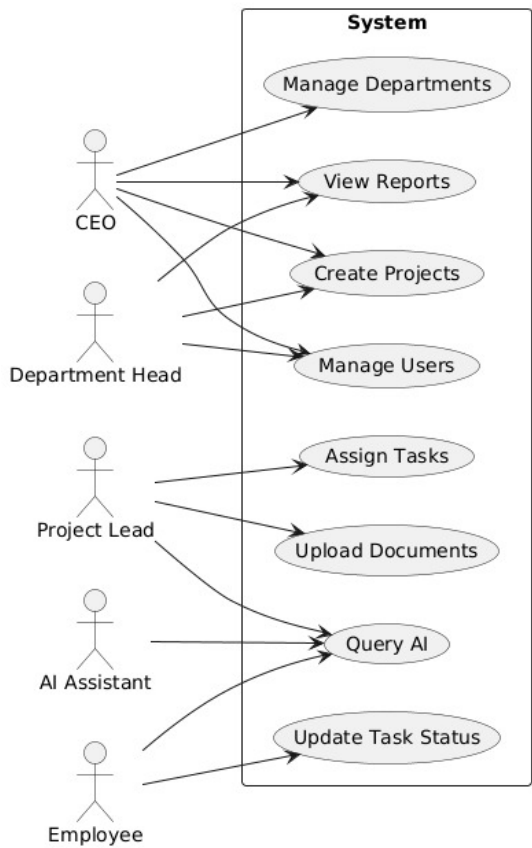 System
Manage Departments
View Reports
CEO
Create Projects
Department Head
Manage Users
Assign Tasks
Project Lead
Upload Documents
AI Assistant
Query AI
Update Task Status
Employee